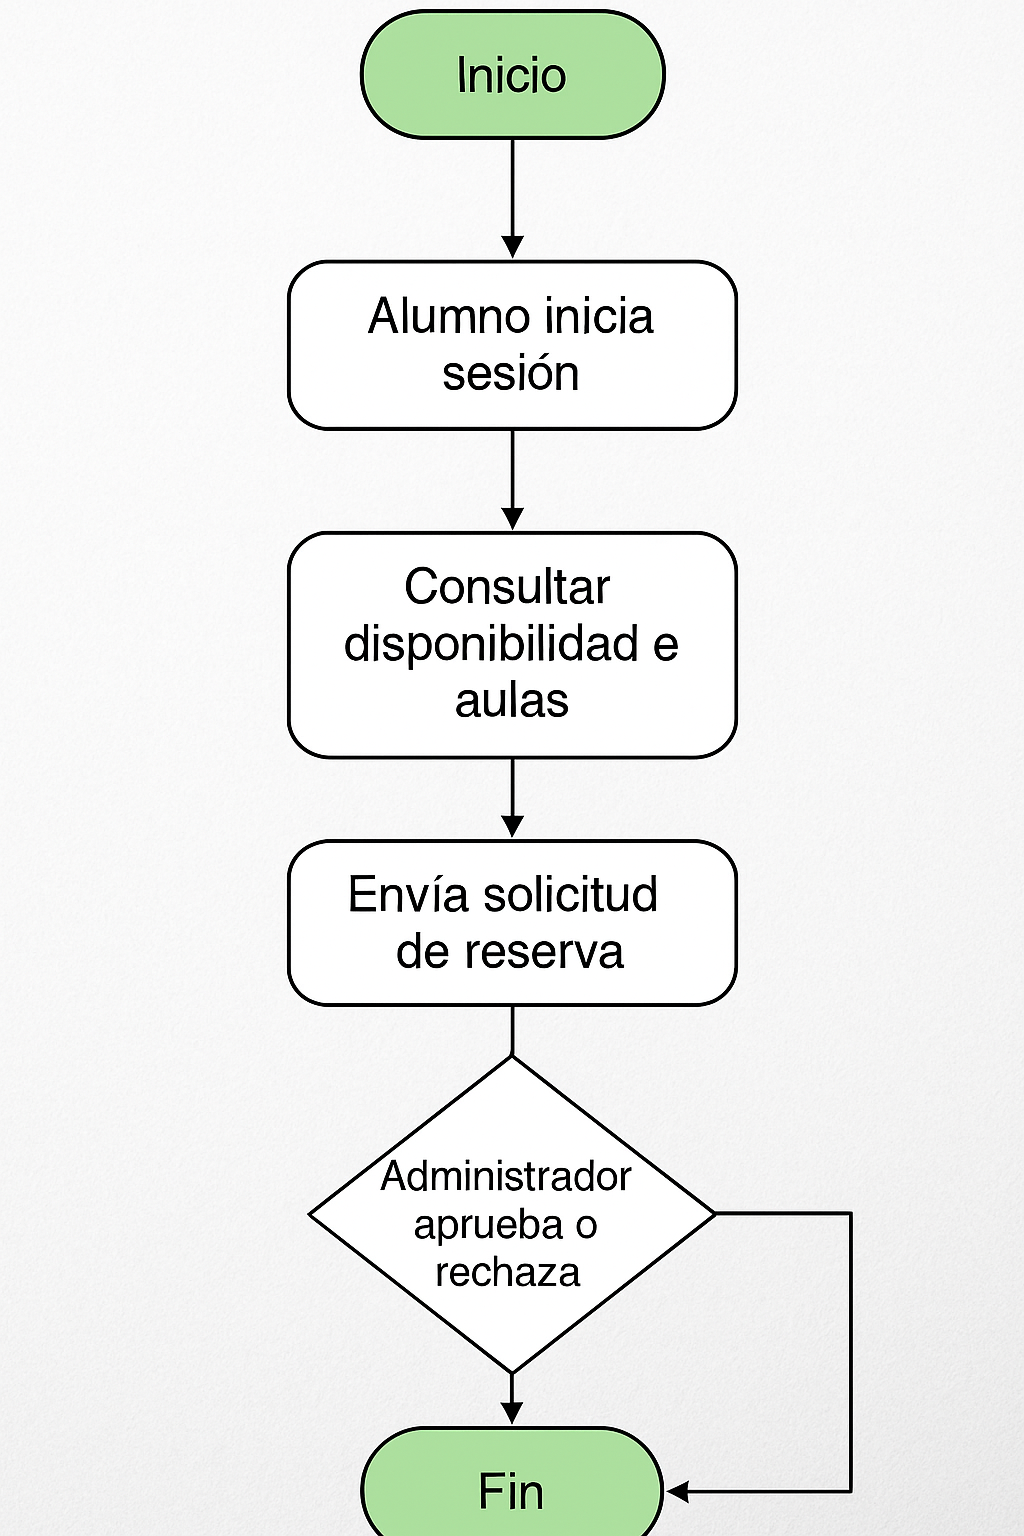 Inicio
Alumno inicia
sesión
Consultar
disponibilidad e
aulas
Envía solicitud
de reserva
Administrador
aprueba o
rechaza
Fin